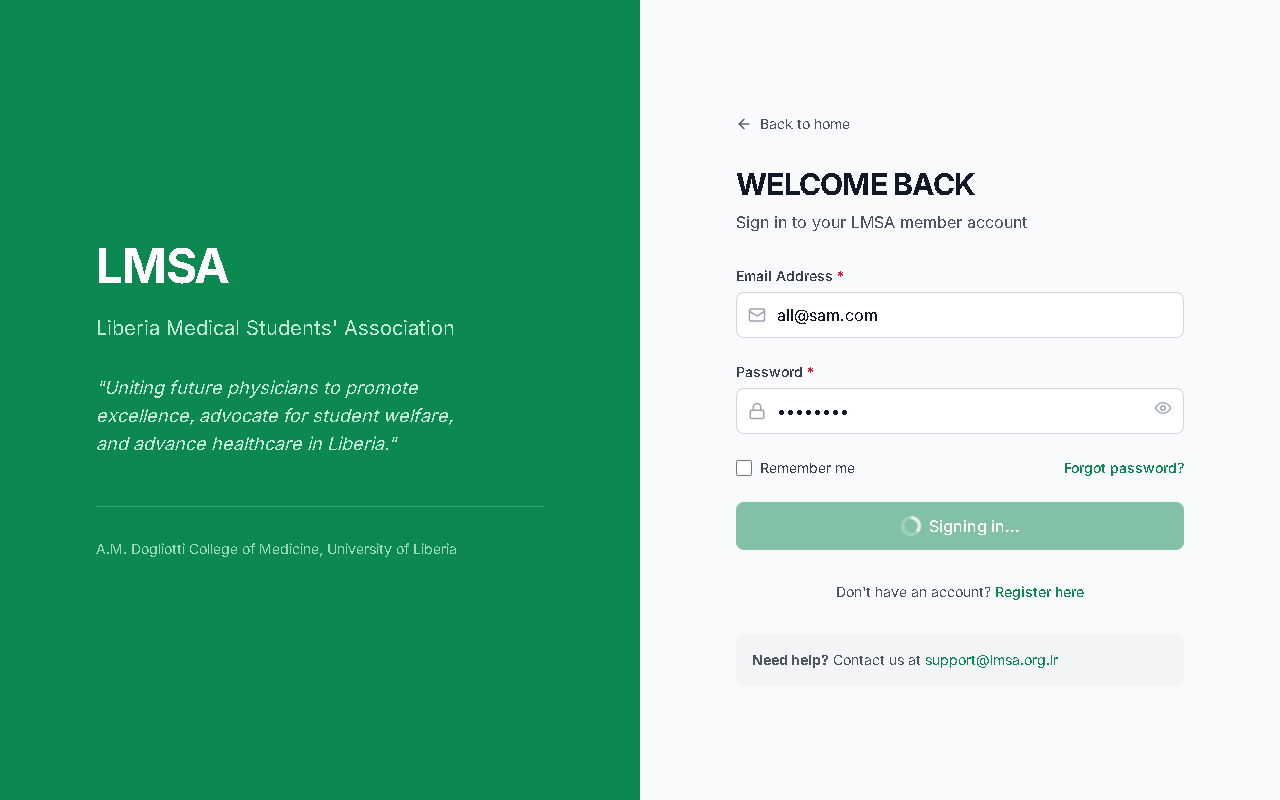 LMSA
Liberia Medical Students' Association
"Uniting future physicians to promote
excellence, advocate for student welfare,
and advance healthcare in Liberia."
A.M. Dogliotti College of Medicine, University of Liberia
Back to home
WELCOME BACK
Sign in to your LMSA member account
Email Address *
all@sam.com
Password *
••••••••
Remember me
Forgot password?
Signing in...
Don't have an account? Register here
Need help? Contact us at support@lmsa.org.lr